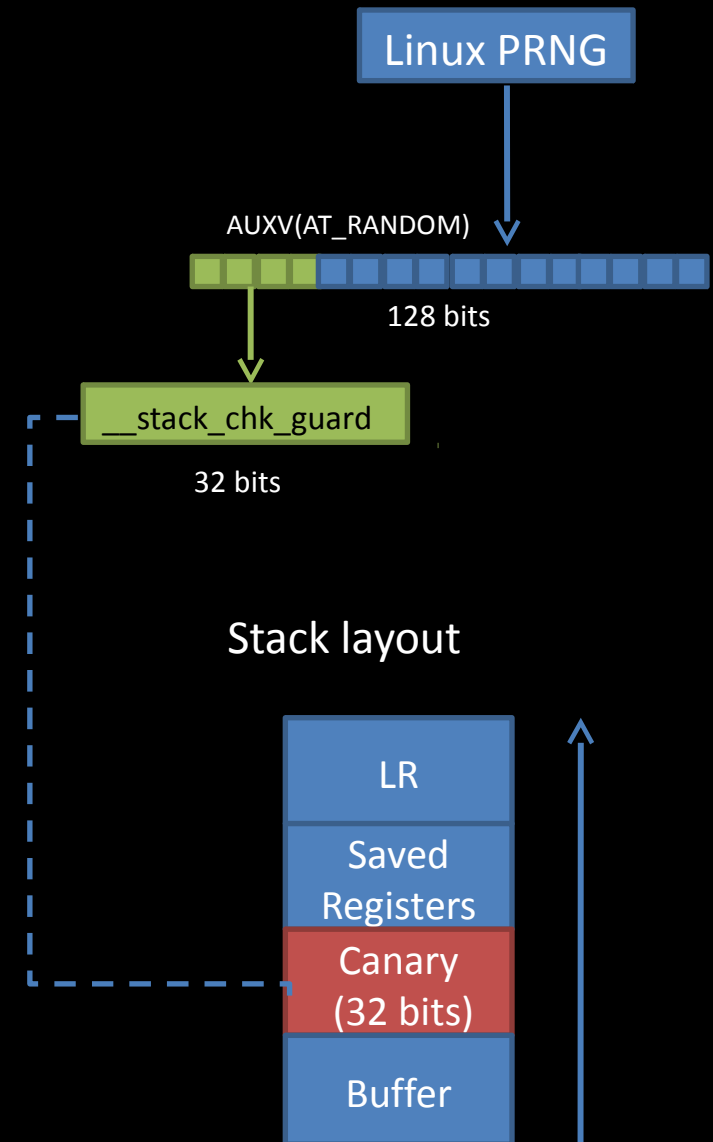 Linux PRNG
AUXV(AT_RANDOM)
128 bits
__stack_chk_guard
32 bits
Stack layout
LR
Saved
Registers
Canary
(32 bits)
Buffer